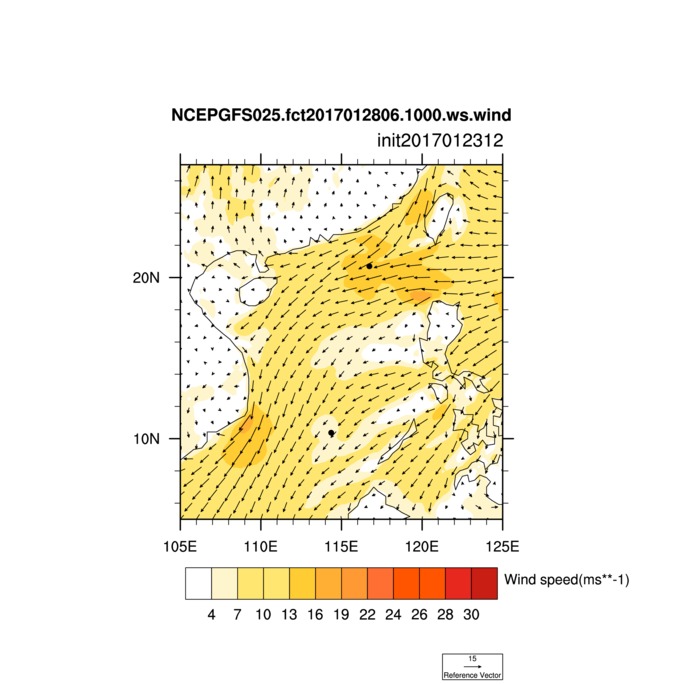 NCEPGFS025.fct2017012806.1000.ws.wind
init2017012312
20N
10N
105E 110E 115E 120E 125E
Wind speed(ms**-1)
4 7 10 13 16 19 22 24 26 28 30
15
Reference Vector